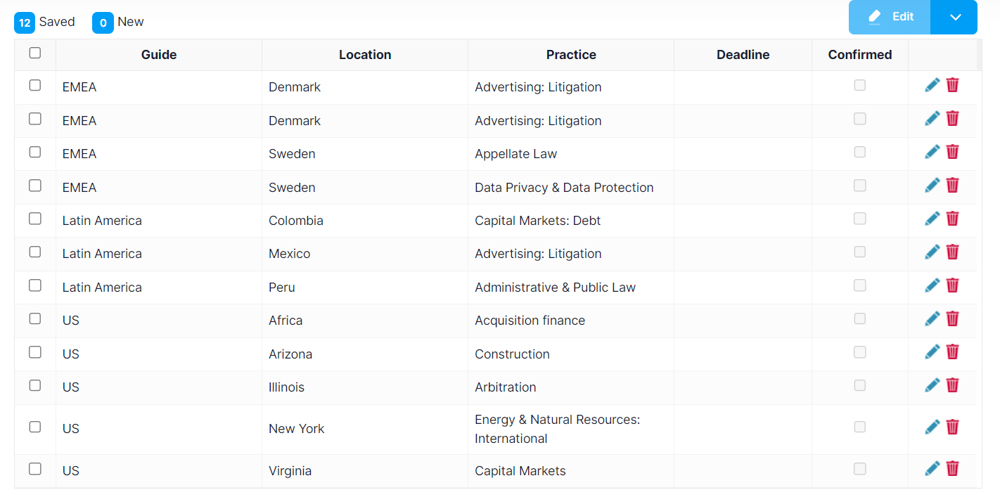 12 Saved 0 New Edit
Guide Location Practice Deadline Confirmed
EMEA Denmark Advertising: Litigation
EMEA Denmark Advertising: Litigation
EMEA Sweden Appellate Law
EMEA Sweden Data Privacy & Data Protection
Latin America Colombia Capital Markets: Debt
Latin America Mexico Advertising: Litigation
Latin America Peru Administrative & Public Law
US Africa Acquisition finance
US Arizona Construction
US Illinois Arbitration
US New York Energy & Natural Resources:
International
US Virginia Capital Markets